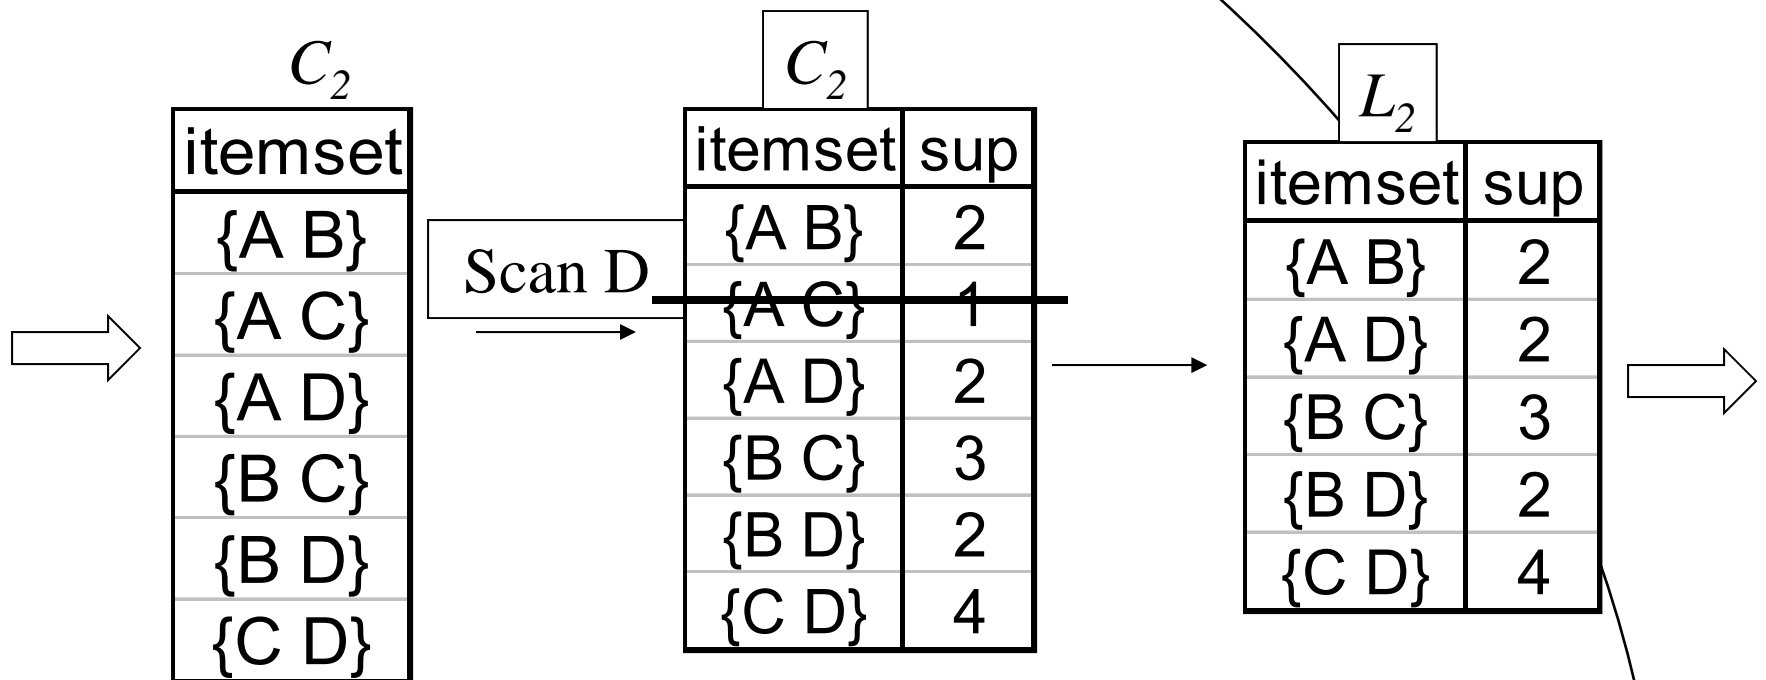 C2
itemset
{A B}
{A C}
{A D}
{B C}
{B D}
{C D}
Scan D
C2
itemset sup
{A B} 2
{A C} 1
{A D} 2
{B C} 3
{B D} 2
{C D} 4
L2
itemset sup
{A B} 2
{A D} 2
{B C} 3
{B D} 2
{C D} 4